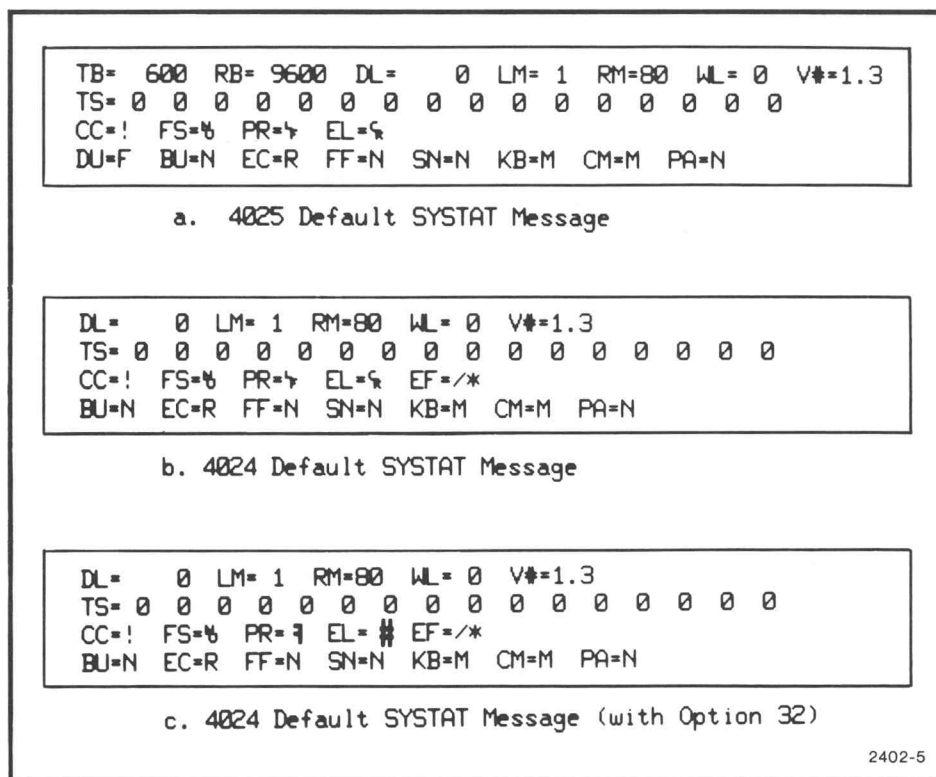 TB= 600 RB= 9600 DL= 0 LM= 1 RM=80 WL= 0 V#=1.3
TS= 0 0 0 0 0 0 0 0 0 0 0 0 0 0 0 0
CC=! FS= PR= EL=␍
DU=F BU=N EC=R FF=N SN=N KB=M CM=M PA=N
a. 4025 Default SYSTAT Message
DL= 0 LM= 1 RM=80 WL= 0 V#=1.3
TS= 0 0 0 0 0 0 0 0 0 0 0 0 0 0 0 0
CC=! FS= PR= EL=␍ EF=/*
BU=N EC=R FF=N SN=N KB=M CM=M PA=N
b. 4024 Default SYSTAT Message
DL= 0 LM= 1 RM=80 WL= 0 V#=1.3
TS= 0 0 0 0 0 0 0 0 0 0 0 0 0 0 0 0
CC=! FS= PR= EL= # EF=/*
BU=N EC=R FF=N SN=N KB=M CM=M PA=N
c. 4024 Default SYSTAT Message (with Option 32)
2402-5